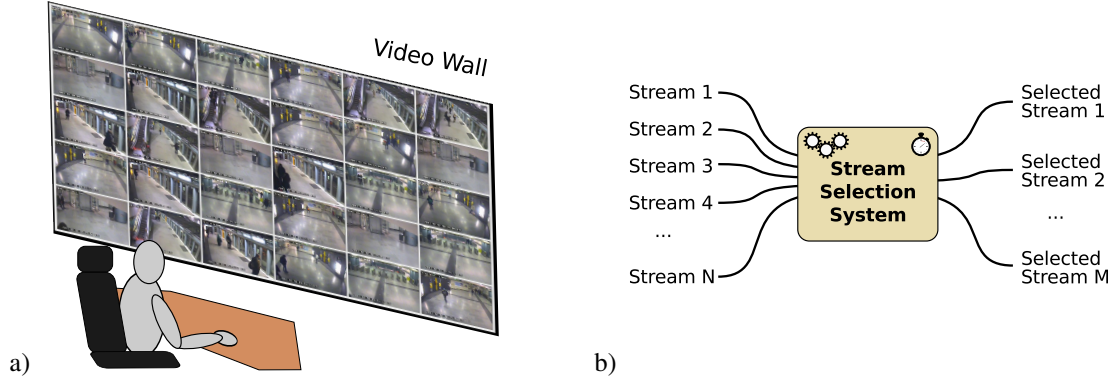 Video Wall
a)
Stream 1
Stream 2
Stream 3
Stream 4
...
Stream N
Stream
Selection
System
Selected
Stream 1
Selected
Stream 2
...
Selected
Stream M
b)